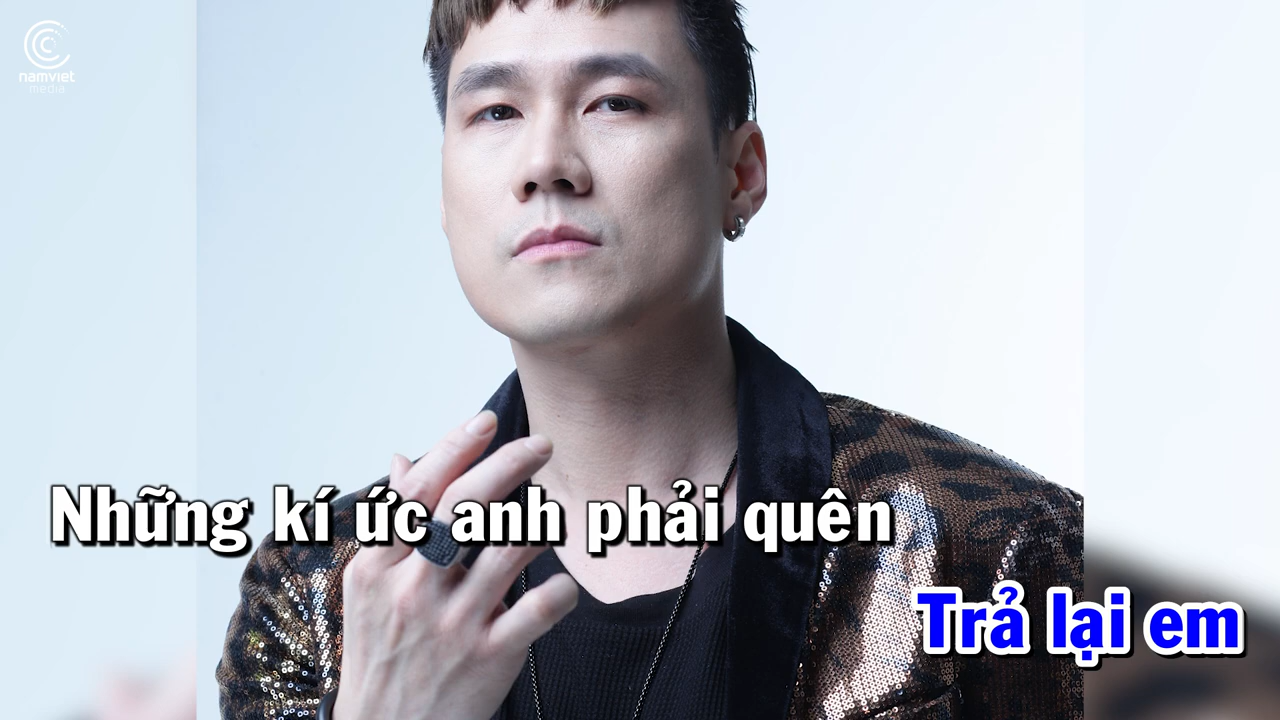 namviet
media
Những kí ức anh phải quên
Trả lại em